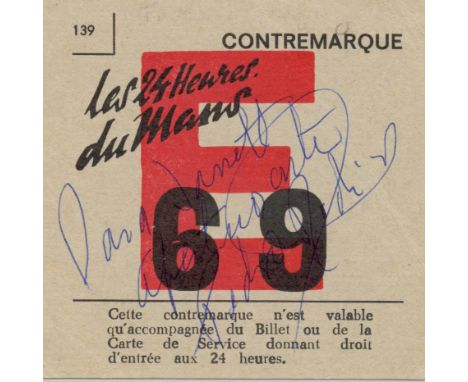 139
CONTREMARQUE
Les 24 Heures.
du Mans
E
69
Cette contremarque n'est valable
qu'accompagnée du Billet ou de la
Carte de Service donnant droit
d'entrée aux 24 heures.